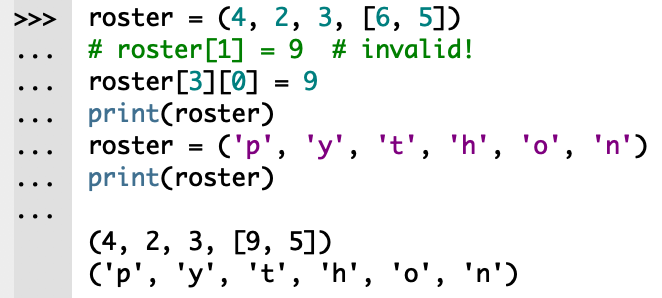 >>> roster = (4, 2, 3, [6, 5])
... # roster[1] = 9  # invalid!
... roster[3][0] = 9
... print(roster)
... roster = ('p', 'y', 't', 'h', 'o', 'n')
... print(roster)
...
(4, 2, 3, [9, 5])
('p', 'y', 't', 'h', 'o', 'n')